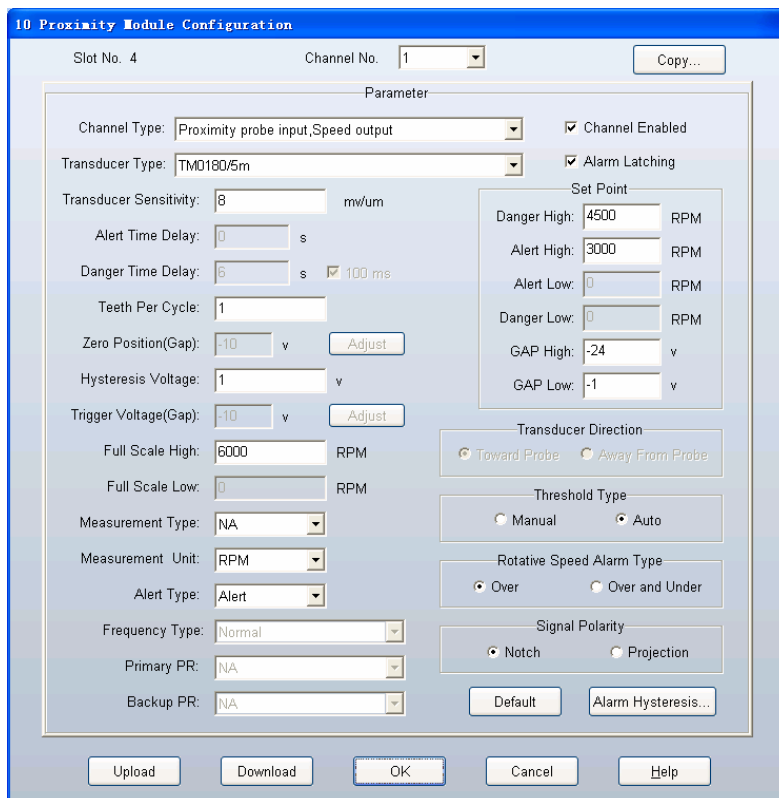 10 Proximity Module Configuration
Slot No. 4
Channel No. 1
Copy...
Parameter
Channel Type: Proximity probe input,Speed output
Channel Enabled
Transducer Type: TM0180/5m
Alarm Latching
Transducer Sensitivity: 8 mv/um
Alert Time Delay: 0 s
Danger Time Delay: 6 s 100 ms
Teeth Per Cycle: 1
Zero Position(Gap): -10 v Adjust
Hysteresis Voltage: 1 v
Trigger Voltage(Gap): -10 v Adjust
Full Scale High: 6000 RPM
Full Scale Low: 0 RPM
Measurement Type: NA
Measurement Unit: RPM
Alert Type: Alert
Frequency Type: Normal
Primary PR: NA
Backup PR: NA
Set Point
Danger High: 4500 RPM
Alert High: 3000 RPM
Alert Low: 0 RPM
Danger Low: 0 RPM
GAP High: -24 v
GAP Low: -1 v
Transducer Direction
Toward Probe Away From Probe
Threshold Type
Manual Auto
Rotative Speed Alarm Type
Over Over and Under
Signal Polarity
Notch Projection
Default Alarm Hysteresis...
Upload Download OK Cancel Help